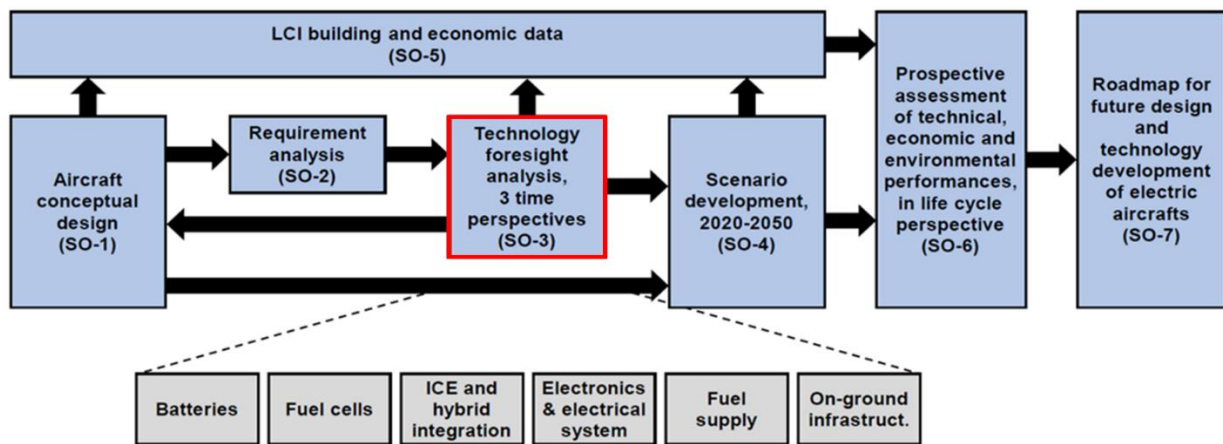 LCI building and economic data
(SO-5)
Aircraft
conceptual
design
(SO-1)
Requirement
analysis
(SO-2)
Technology
foresight
analysis,
3 time
perspectives
(SO-3)
Scenario
development,
2020-2050
(SO-4)
Prospective
assessment
of technical,
economic and
environmental
performances,
in life cycle
perspective
(SO-6)
Roadmap for
future design
and
technology
development
of electric
aircrafts
(SO-7)
Batteries
Fuel cells
ICE and
hybrid
integration
Electronics
& electrical
system
Fuel
supply
On-ground
infrastruct.